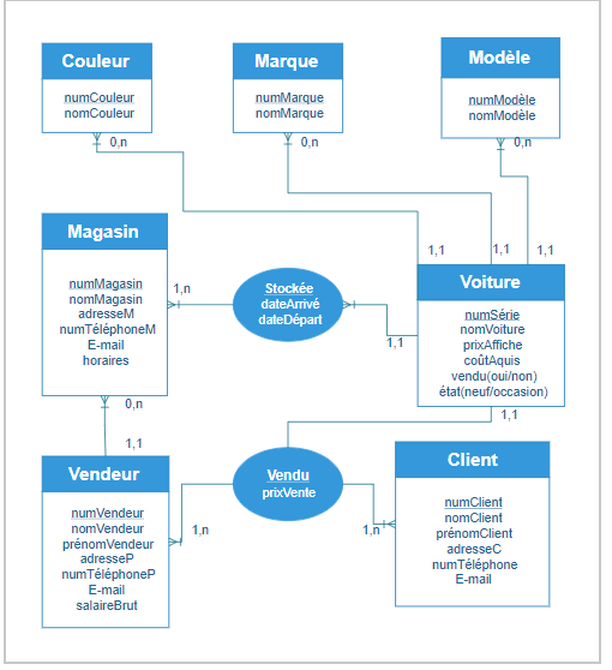 Couleur
numCouleur
nomCouleur
0,n
Marque
numMarque
nomMarque
0,n
Modèle
numModèle
nomModèle
0,n
1,1
1,1
1,1
Magasin
numMagasin
nomMagasin
adresseM
numTéléphoneM
E-mail
horaires
1,n
Stockée
dateArrivé
dateDépart
1,1
Voiture
numSérie
nomVoiture
prixAffiche
coûtAquis
vendu(oui/non)
état(neuf/occasion)
1,1
0,n
1,1
Vendeur
numVendeur
nomVendeur
prénomVendeur
adresseP
numTéléphoneP
E-mail
salaireBrut
1,n
Vendu
prixVente
1,n
Client
numClient
nomClient
prénomClient
adresseC
numTéléphone
E-mail